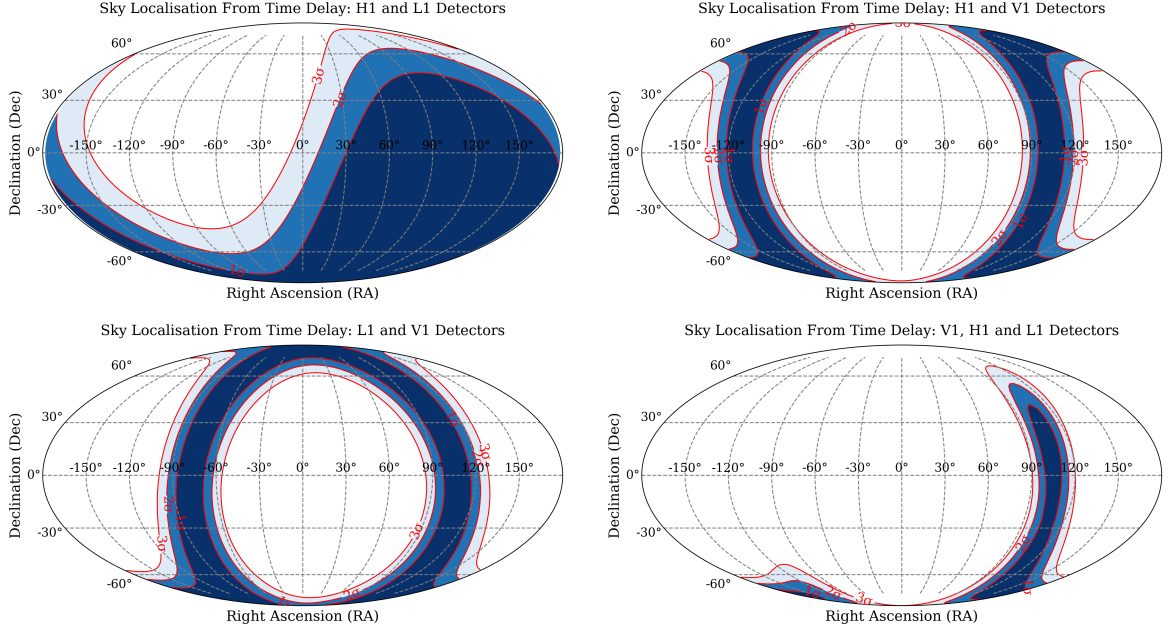 Sky Localisation From Time Delay: H1 and L1 Detectors
60°
30°
0°
-30°
-60°
-150° -120° -90° -60° -30° 0° 30° 60° 90° 120° 150°
3σ
2σ
1σ
Declination (Dec)
Right Ascension (RA)
Sky Localisation From Time Delay: H1 and V1 Detectors
60°
30°
0°
-30°
-60°
-150° -120° -90° -60° -30° 0° 30° 60° 90° 120° 150°
3σ
2σ
1σ
Declination (Dec)
Right Ascension (RA)
Sky Localisation From Time Delay: L1 and V1 Detectors
60°
30°
0°
-30°
-60°
-150° -120° -90° -60° -30° 0° 30° 60° 90° 120° 150°
3σ
2σ
1σ
Declination (Dec)
Right Ascension (RA)
Sky Localisation From Time Delay: V1, H1 and L1 Detectors
60°
30°
0°
-30°
-60°
-150° -120° -90° -60° -30° 0° 30° 60° 90° 120° 150°
3σ
2σ
1σ
Declination (Dec)
Right Ascension (RA)